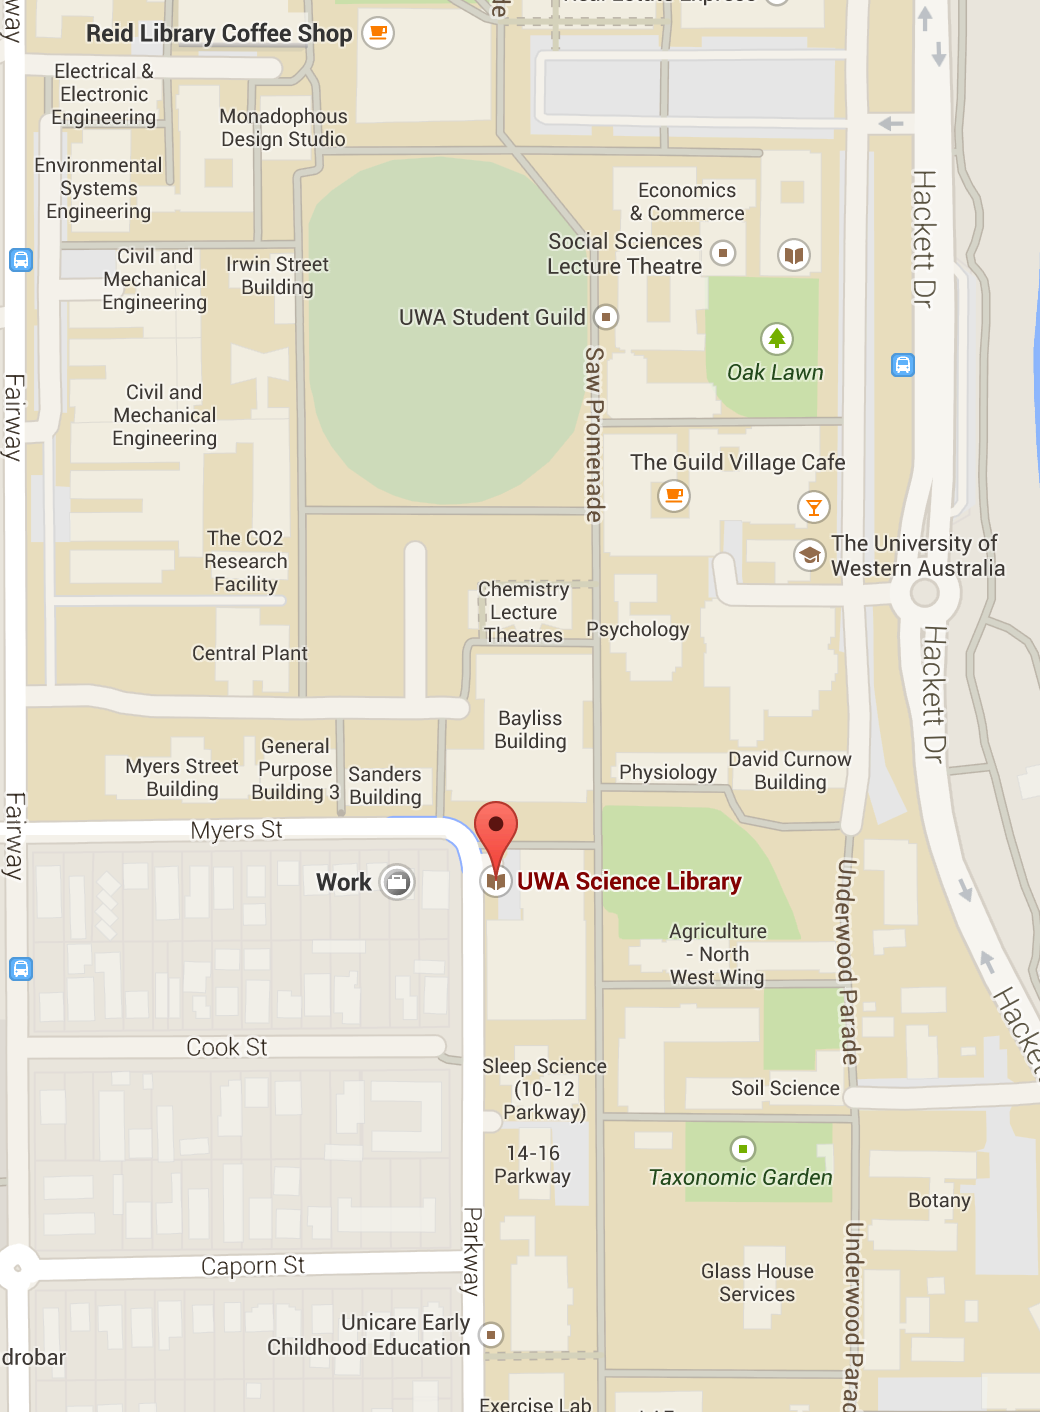 Reid Library Coffee Shop
Electrical &
Electronic
Engineering
Monadophous
Design Studio
Environmental
Systems
Engineering
Economics
& Commerce
Hackett Dr
Social Sciences
Lecture Theatre
Civil and
Mechanical
Engineering
Irwin Street
Building
UWA Student Guild
Oak Lawn
Fairway
Saw Promenade
Civil and
Mechanical
Engineering
The Guild Village Cafe
The CO2
Research
Facility
The University of
Western Australia
Chemistry
Lecture
Theatres
Psychology
Hackett Dr
Central Plant
Bayliss
Building
General
Purpose
Building 3
Myers Street
Building
Sanders
Building
Physiology
David Curnow
Building
Fairway
Myers St
Work
UWA Science Library
Underwood Parade
Agriculture
- North
West Wing
Hackett
Cook St
Sleep Science
(10-12
Parkway)
Soil Science
14-16
Parkway
Taxonomic Garden
Botany
Parkway
Underwood Parad
Caporn St
Glass House
Services
Unicare Early
Childhood Education
drobar
Exercise Lab